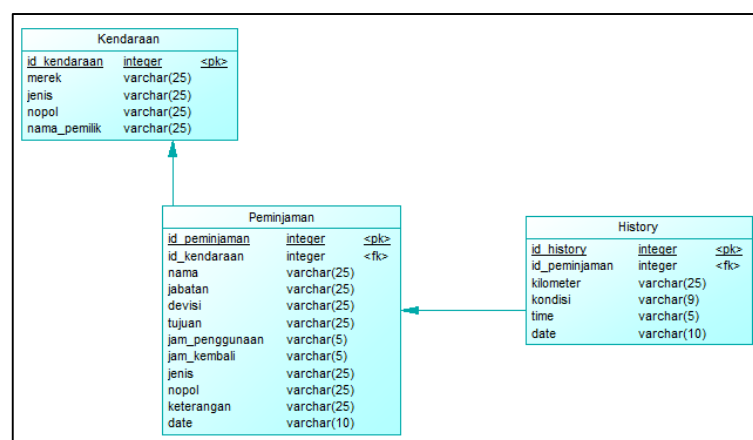 Kendaraan
id_kendaraan integer <pk>
merek varchar(25)
jenis varchar(25)
nopol varchar(25)
nama_pemilik varchar(25)
Peminjaman
id_peminjaman integer <pk>
id_kendaraan integer <fk>
nama varchar(25)
jabatan varchar(25)
devisi varchar(25)
tujuan varchar(25)
jam_penggunaan varchar(5)
jam_kembali varchar(5)
jenis varchar(25)
nopol varchar(25)
keterangan varchar(25)
date varchar(10)
History
id_history integer <pk>
id_peminjaman integer <fk>
kilometer varchar(25)
kondisi varchar(9)
time varchar(5)
date varchar(10)